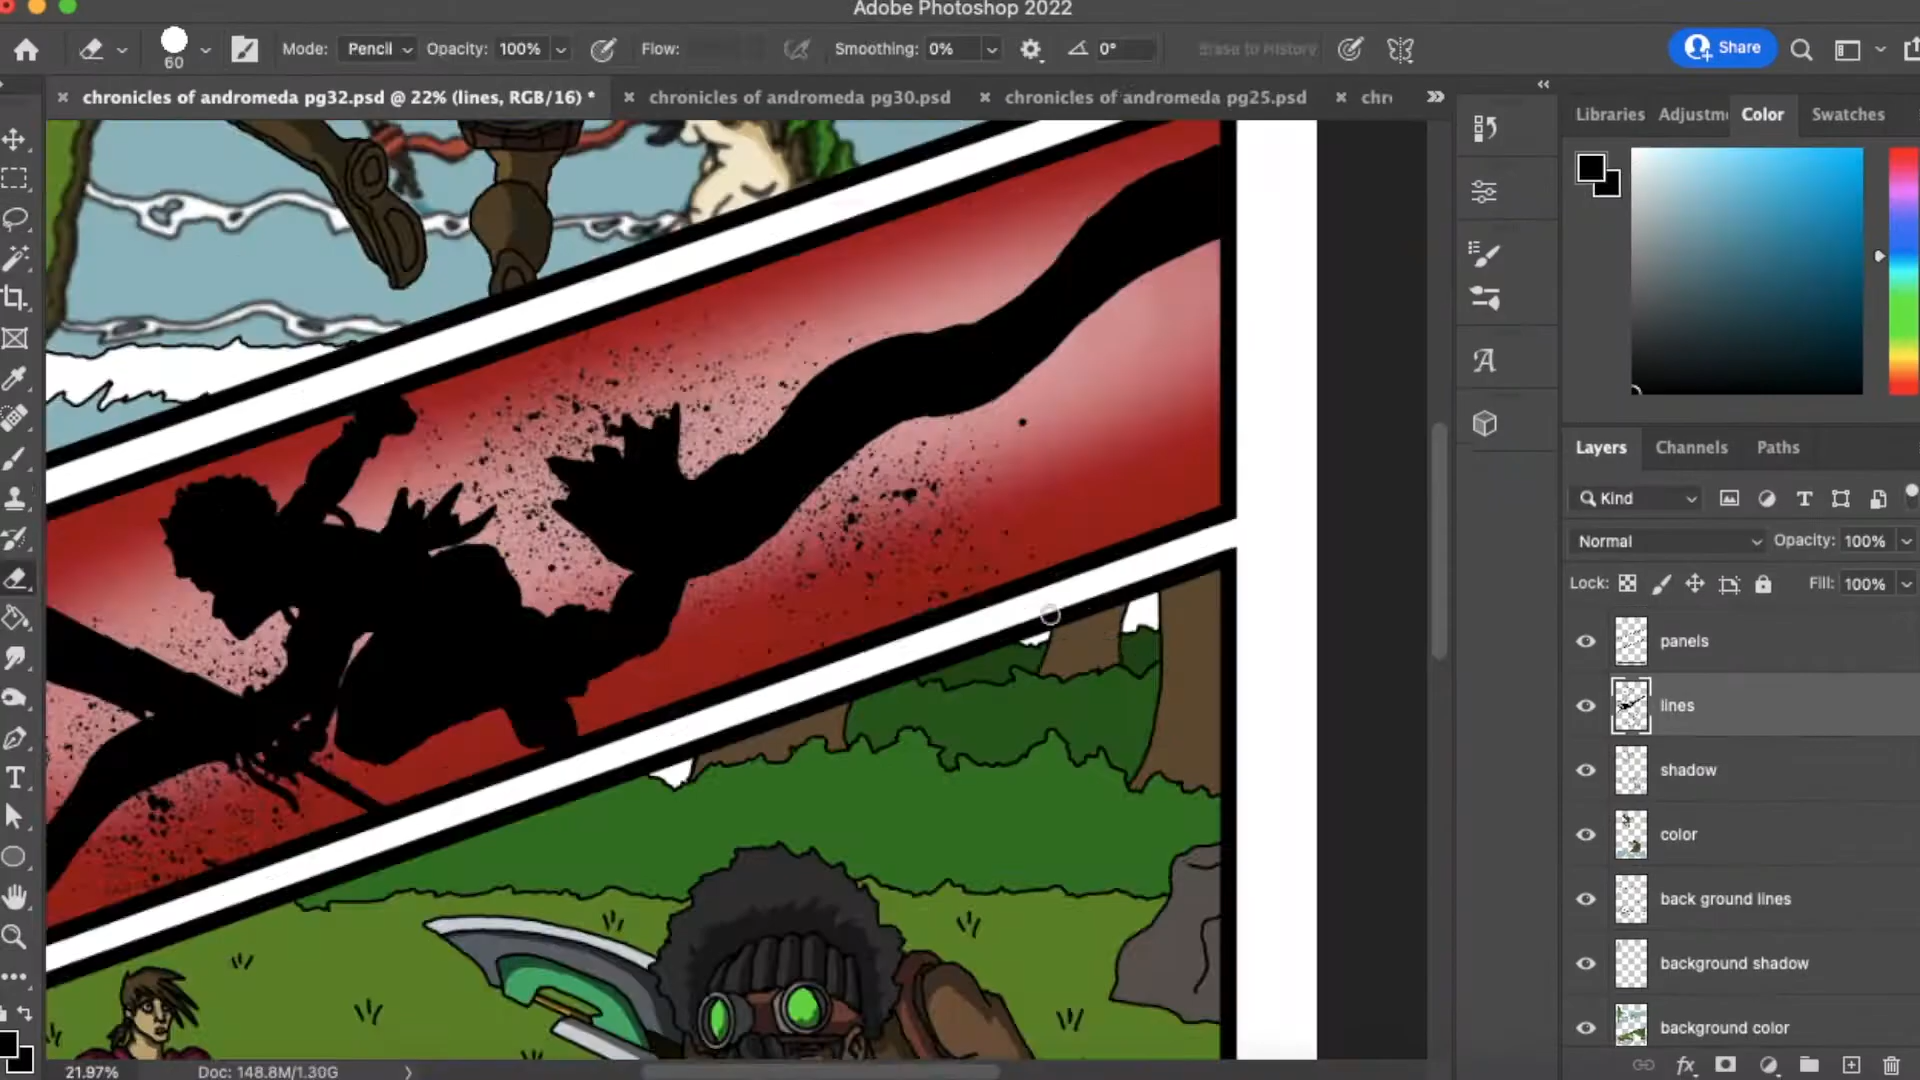 Adobe Photoshop 2022
60
Mode: Pencil Opacity: 100% Flow: Smoothing: 0% 0° Erase to History Share
chronicles of andromeda pg32.psd @ 22% (lines, RGB/16) * chronicles of andromeda pg30.psd chronicles of andromeda pg25.psd chr
Libraries Adjustm Color Swatches
Layers Channels Paths
Kind
Normal Opacity: 100%
Lock: Fill: 100%
panels
lines
shadow
color
back ground lines
background shadow
background color
21.97% Doc: 148.8M/1.30G